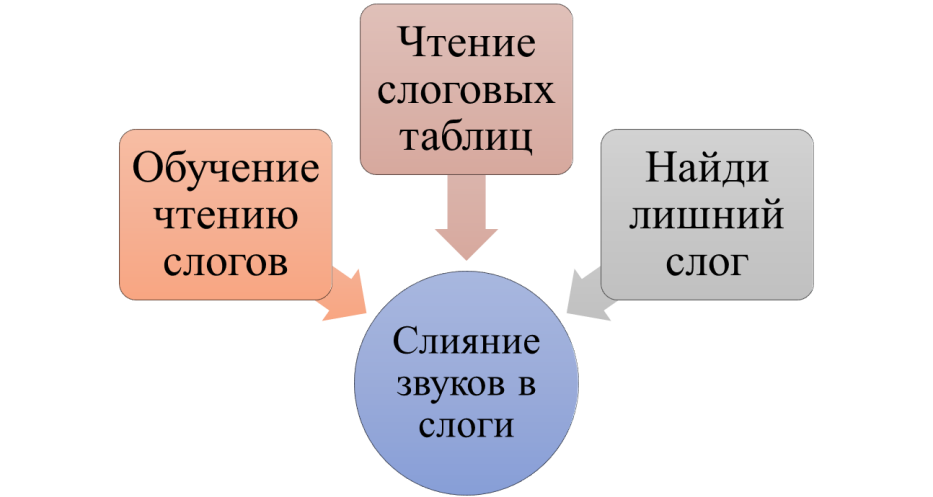 Чтение
слоговых
таблиц
Обучение
чтению
слогов
Найди
лишний
слог
Слияние
звуков в
слоги